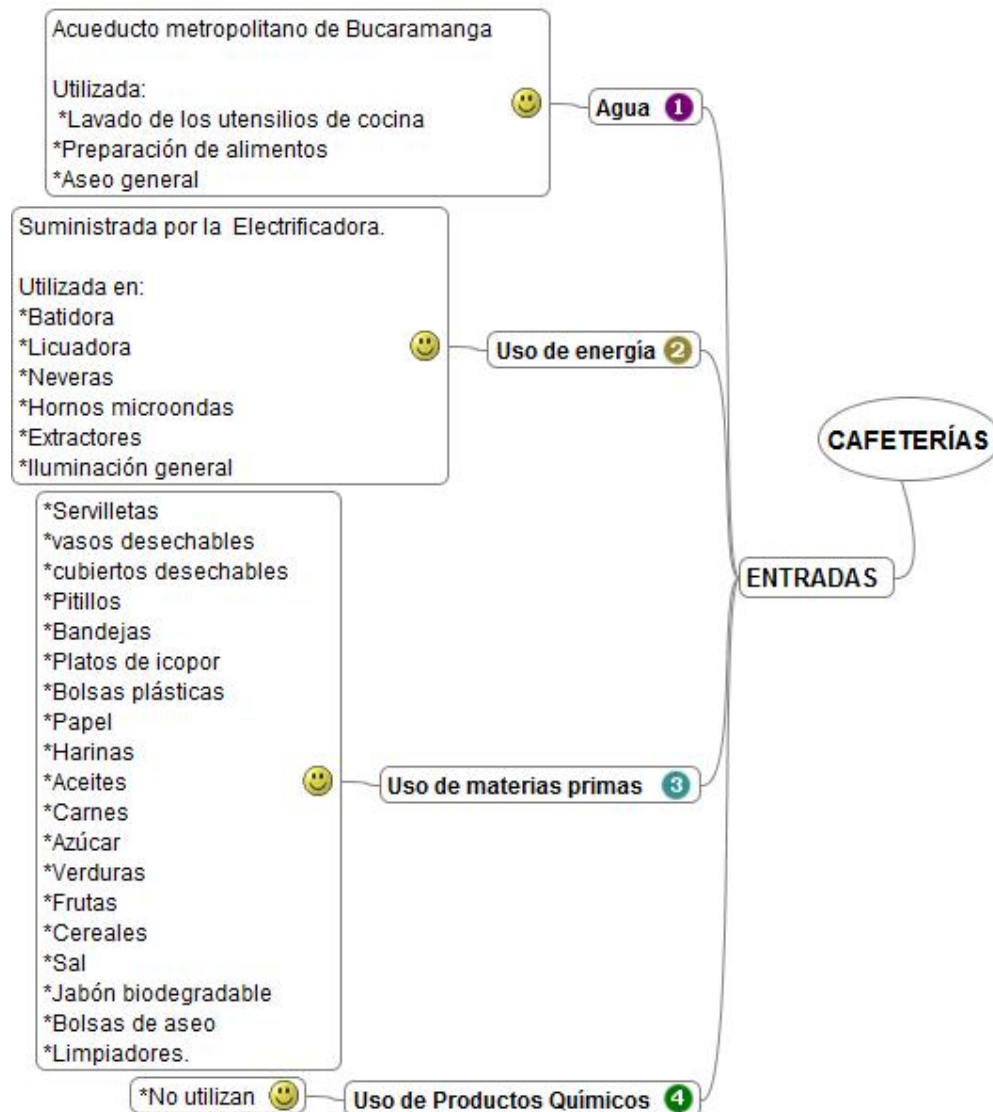 Acueducto metropolitano de Bucaramanga
Utilizada:
*Lavado de los utensilios de cocina
*Preparación de alimentos
*Aseo general
Agua 1
Suministrada por la Electrificadora.
Utilizada en:
*Batidora
*Licuadora
*Neveras
*Hornos microondas
*Extractores
*Iluminación general
Uso de energía 2
CAFETERÍAS
ENTRADAS
*Servilletas
*vasos desechables
*cubiertos desechables
*Pitillos
*Bandejas
*Platos de icopor
*Bolsas plásticas
*Papel
*Harinas
*Aceites
*Carnes
*Azúcar
*Verduras
*Frutas
*Cereales
*Sal
*Jabón biodegradable
*Bolsas de aseo
*Limpiadores.
Uso de materias primas 3
*No utilizan
Uso de Productos Químicos 4